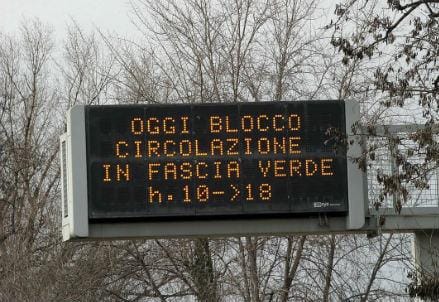 OGGI BLOCCO
CIRCOLAZIONE
IN FASCIA VERDE
h.10->18